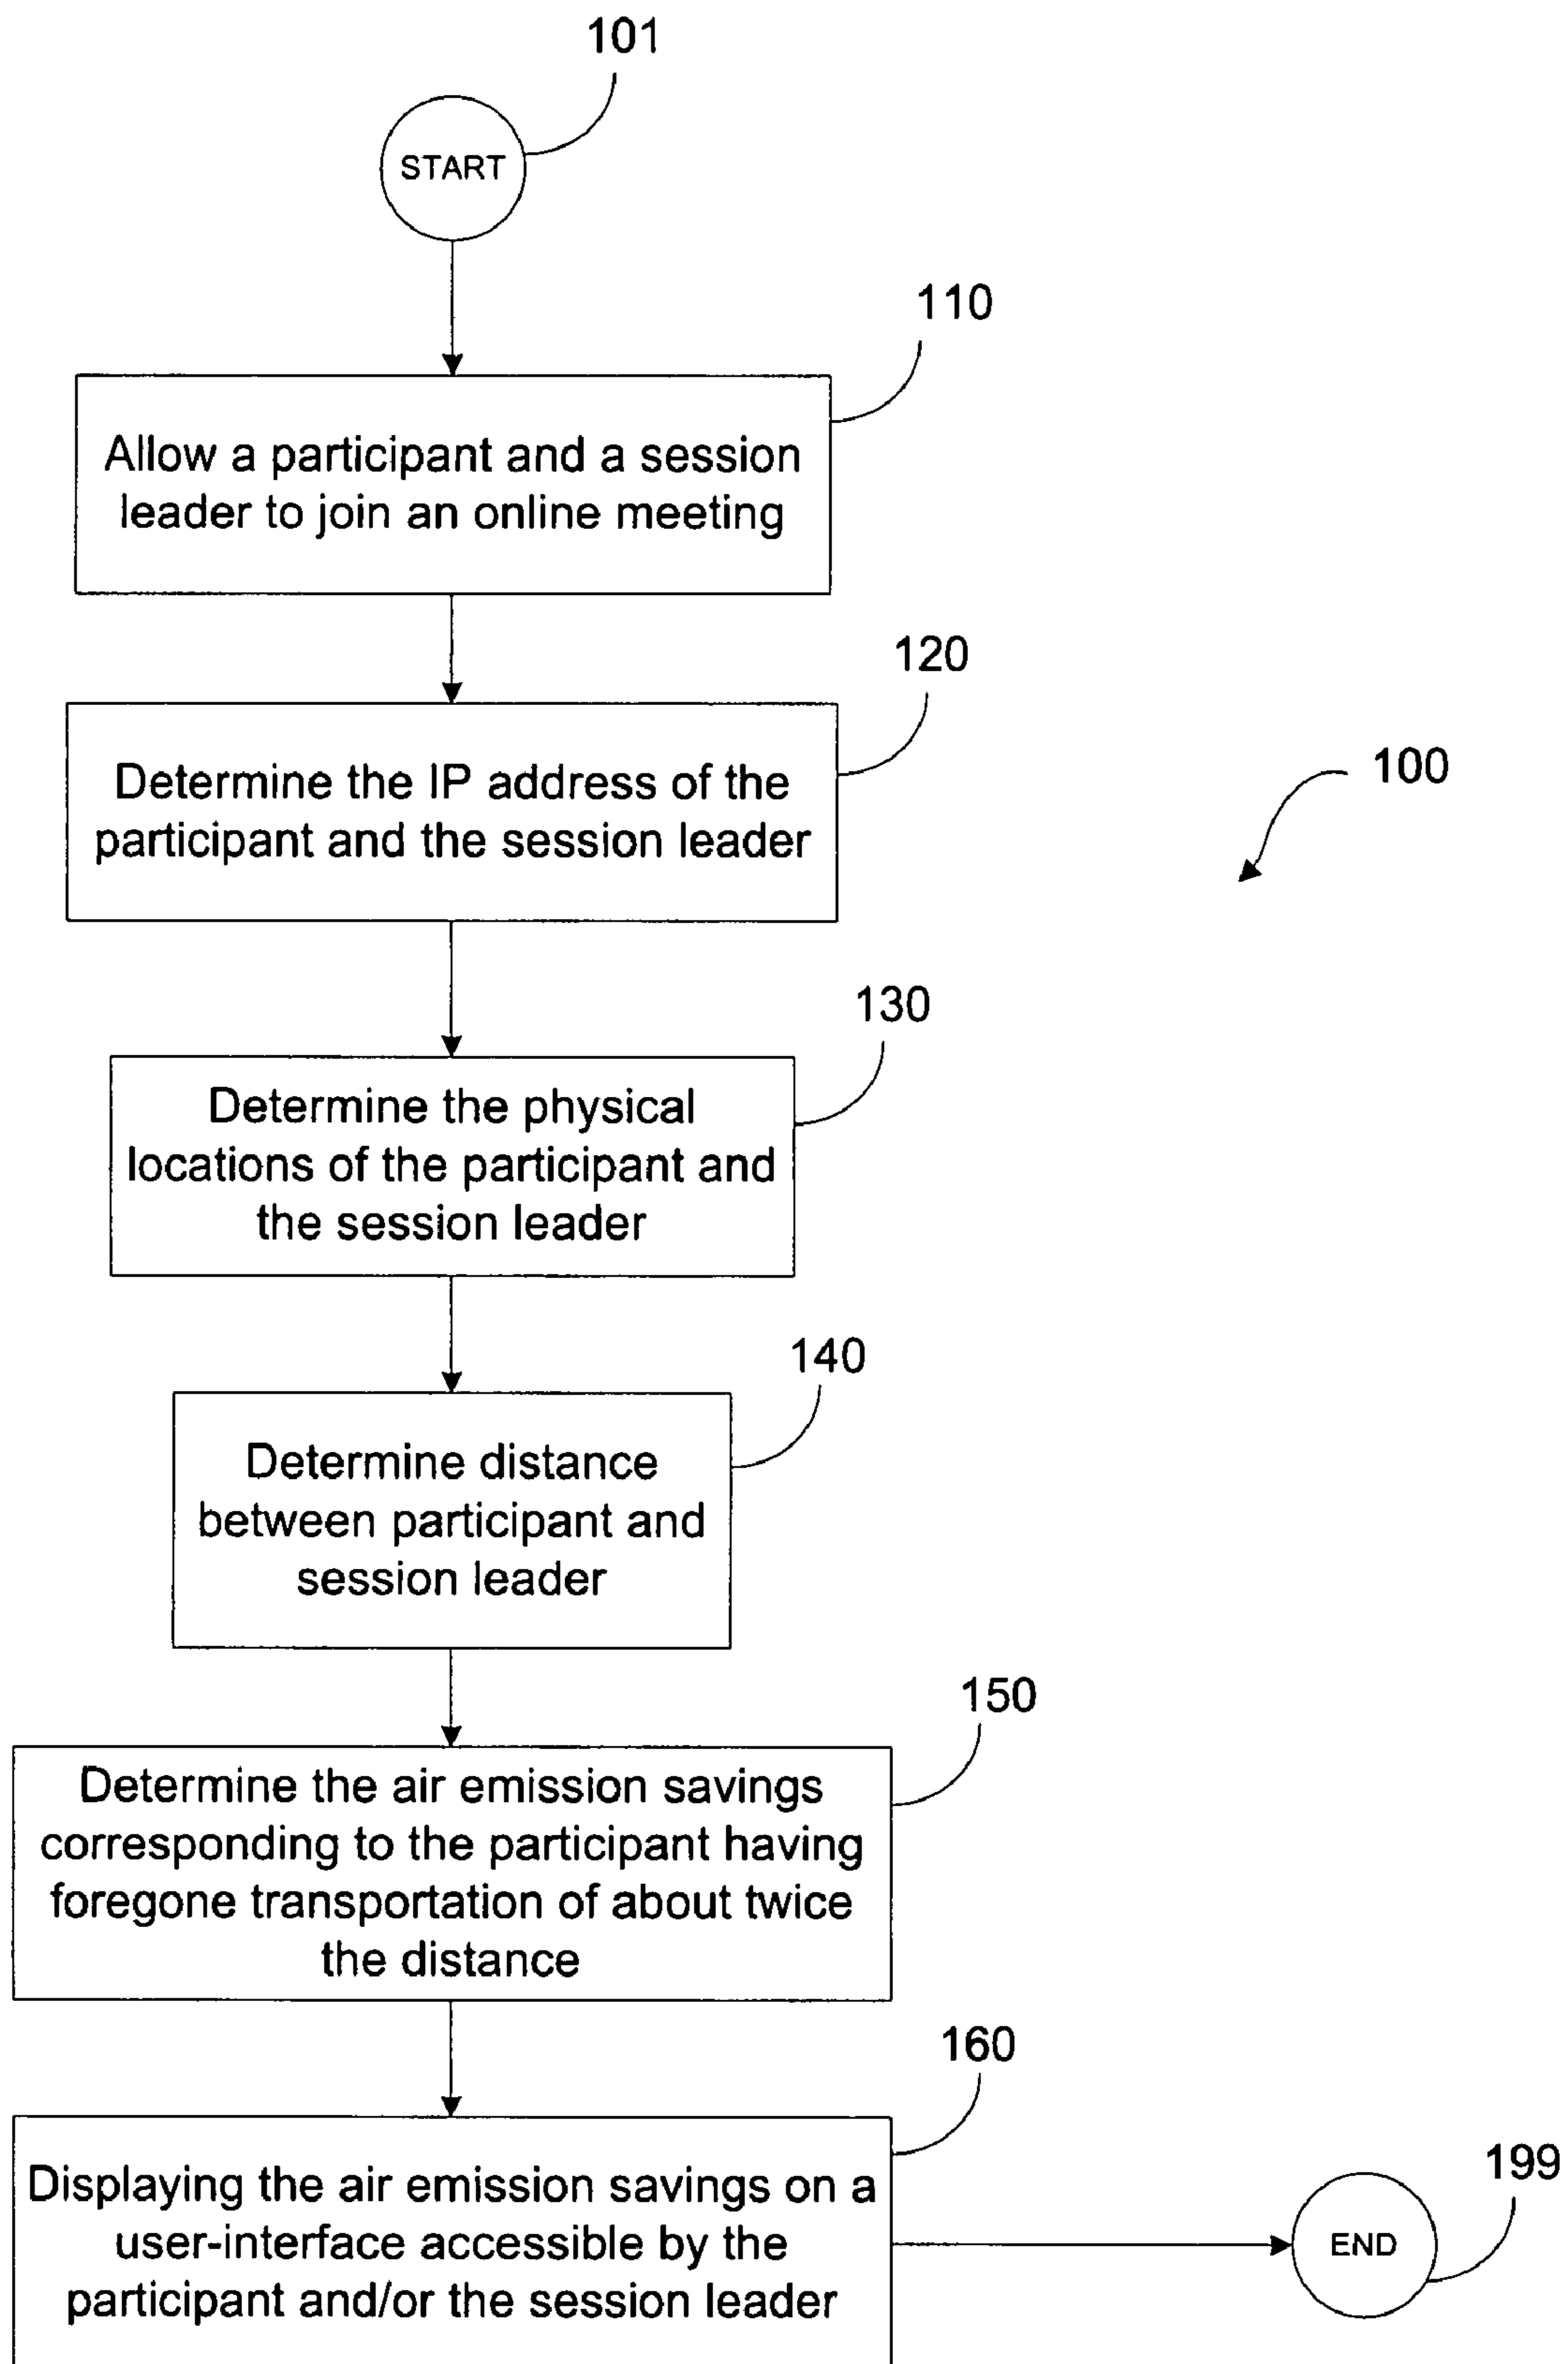 101
START
110
Allow a participant and a session
leader to join an online meeting
120
Determine the IP address of the
participant and the session leader
100
130
Determine the physical
locations of the participant and
the session leader
140
Determine distance
between participant and
session leader
150
Determine the air emission savings
corresponding to the participant having
foregone transportation of about twice
the distance
160
Displaying the air emission savings on a
user-interface accessible by the
participant and/or the session leader
199
END